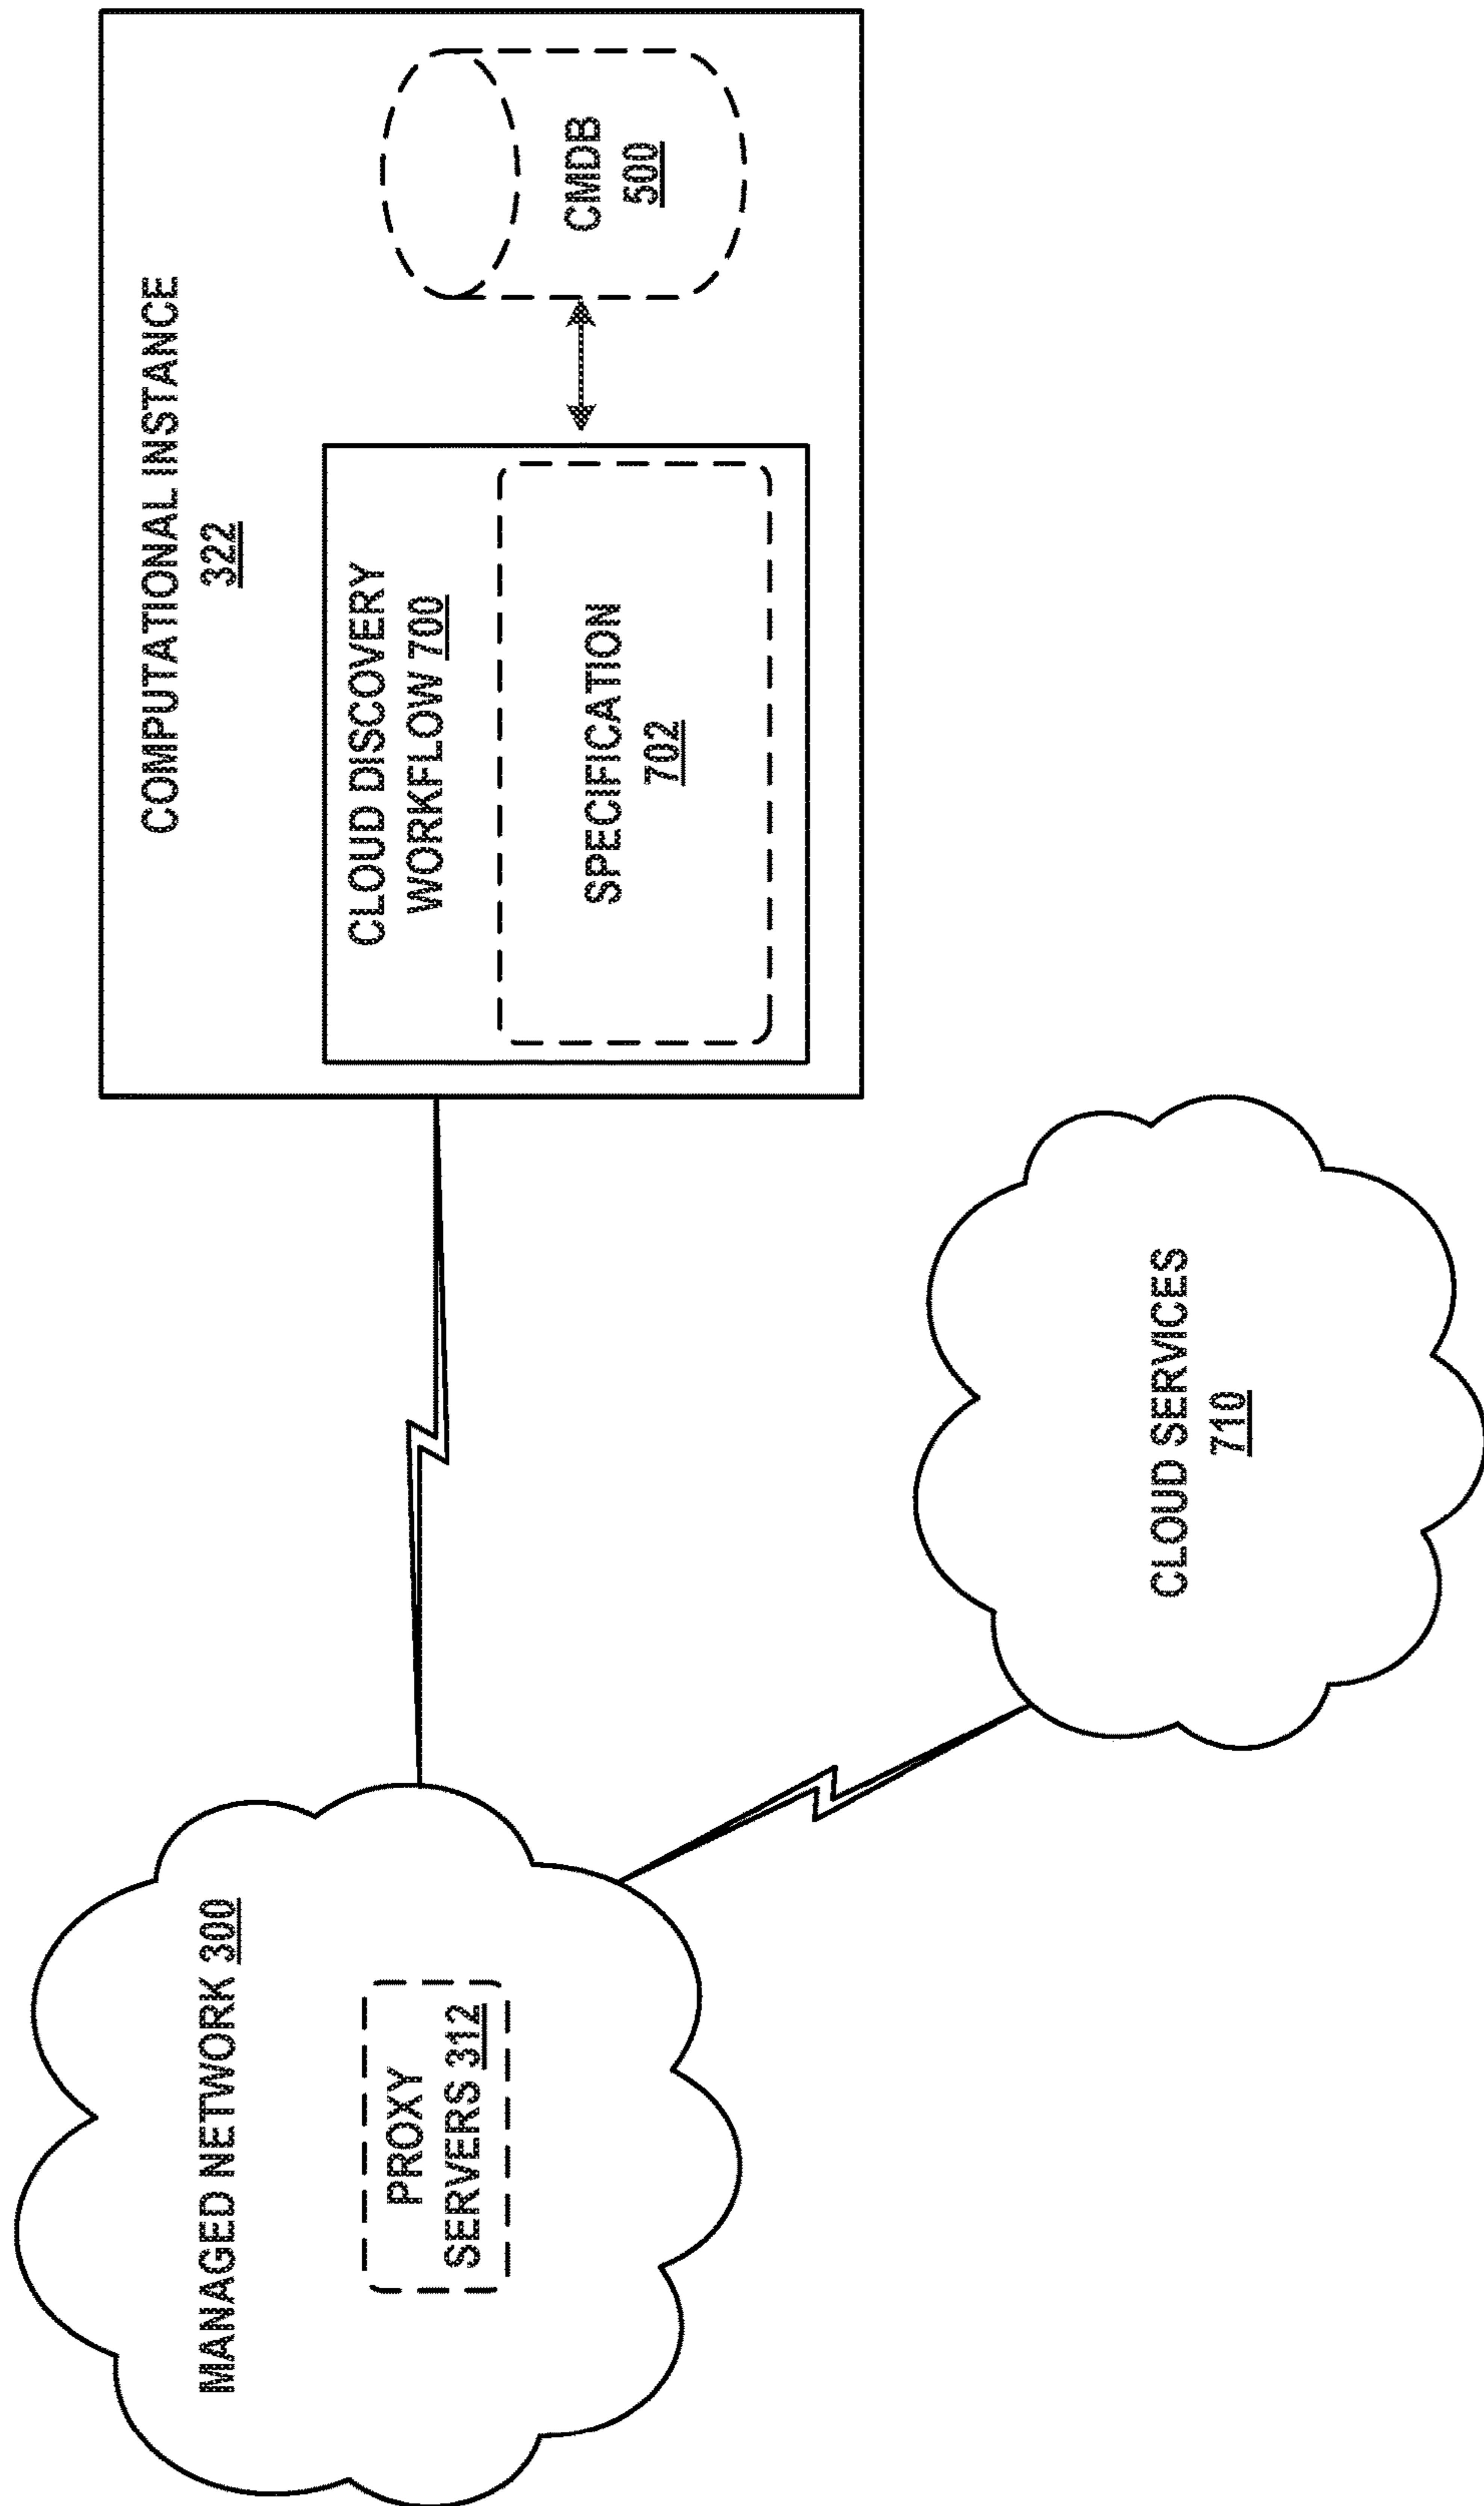 MANAGED NETWORK 300
PROXY
SERVERS 312
COMPUTATIONAL INSTANCE
322
CLOUD DISCOVERY
WORKFLOW 700
SPECIFICATION
702
CMDB
500
CLOUD SERVICES
710